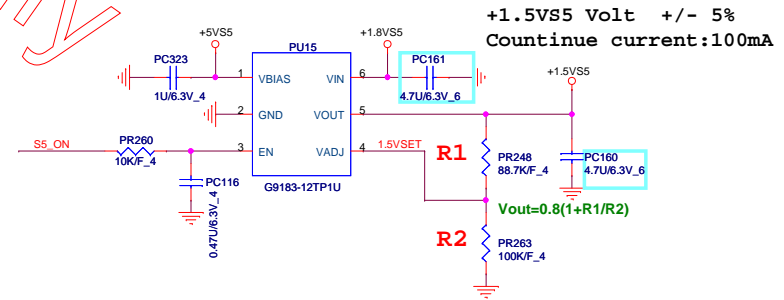 +1.5VS5 Volt +/- 5%
Countinue current:100mA
+5VS5
+1.8VS5
+1.5VS5
PU15
PC323
1U/6.3V_4
PC161
4.7U/6.3V_6
1 VBIAS VIN 6
2 GND VOUT 5
3 EN VADJ 4
G9183-12TP1U
S5_ON
PR260
10K/F_4
PC116
0.47U/6.3V_4
1.5VSET
R1
PR248
88.7K/F_4
PC160
4.7U/6.3V_6
Vout=0.8(1+R1/R2)
R2
PR263
100K/F_4